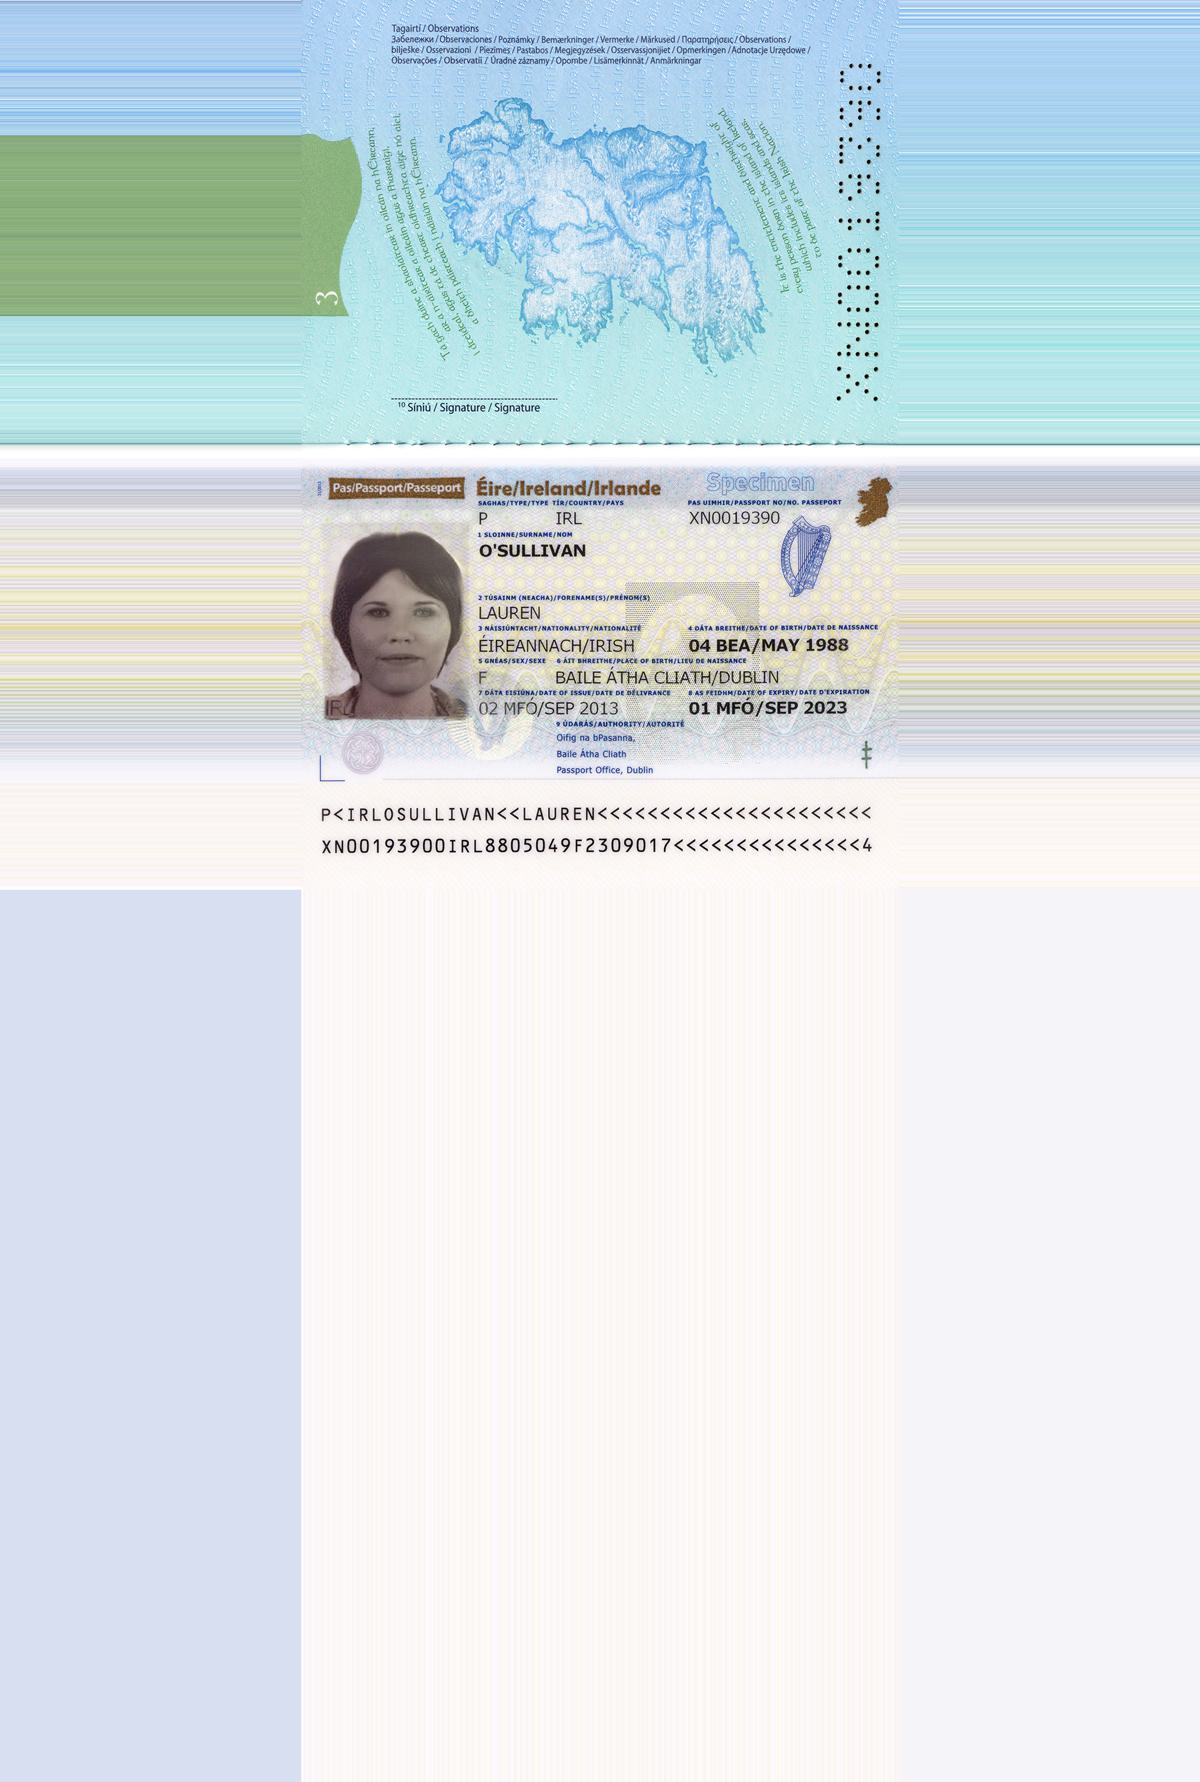 Tagairtí / Observations
Забележки / Observaciones / Poznámky / Bemærkninger / Vermerke / Märkused / Παρατηρήσεις / Observations /
bilješke / Osservazioni / Piezīmes / Pastabos / Megjegyzések / Osservassjonijiet / Opmerkingen / Adnotacje Urzędowe /
Observações / Observatii / Úradné záznamy / Opombe / Lisämerkinnät / Anmärkningar
Tá gach duine a shaolaítear in oileán na hÉireann,
ar a n-áirítear a oileáin agus a fharraigí,
I dteideal, agus tá de cheart oidhreachta aige nó aici,
a bheith páirteach i náisiún na hÉireann.
It is the entitlement and birthright of
every person born in the island of Ireland,
which includes its islands and seas,
to be part of the Irish Nation.
XN0019390
3
10 Síniú / Signature / Signature
Pas/Passport/Passeport
Éire/Ireland/Irlande
Specimen
SAGHAS/TYPE/TYPE TÍR/COUNTRY/PAYS
PAS UIMHIR/PASSPORT NO/NO. PASSEPORT
P IRL XN0019390
1 SLOINNE/SURNAME/NOM
O'SULLIVAN
2 TÚSAINM (NEACHA)/FORENAME(S)/PRÉNOM(S)
LAUREN
3 NÁISIÚNTACHT/NATIONALITY/NATIONALITÉ
4 DÁTA BREITHE/DATE OF BIRTH/DATE DE NAISSANCE
ÉIREANNACH/IRISH 04 BEA/MAY 1988
5 GNÉAS/SEX/SEXE 6 ÁIT BHREITHE/PLACE OF BIRTH/LIEU DE NAISSANCE
F BAILE ÁTHA CLIATH/DUBLIN
7 DÁTA EISIÚNA/DATE OF ISSUE/DATE DE DÉLIVRANCE
8 AS FEIDHM/DATE OF EXPIRY/DATE D'EXPIRATION
02 MFÓ/SEP 2013 01 MFÓ/SEP 2023
IRL
9 ÚDARÁS/AUTHORITY/AUTORITÉ
Oifig na bPasanna,
Baile Átha Cliath
Passport Office, Dublin
P<IRLOSULLIVAN<<LAUREN<<<<<<<<<<<<<<<<<<<<<<
XN00193900IRL8805049F2309017<<<<<<<<<<<<<<<4